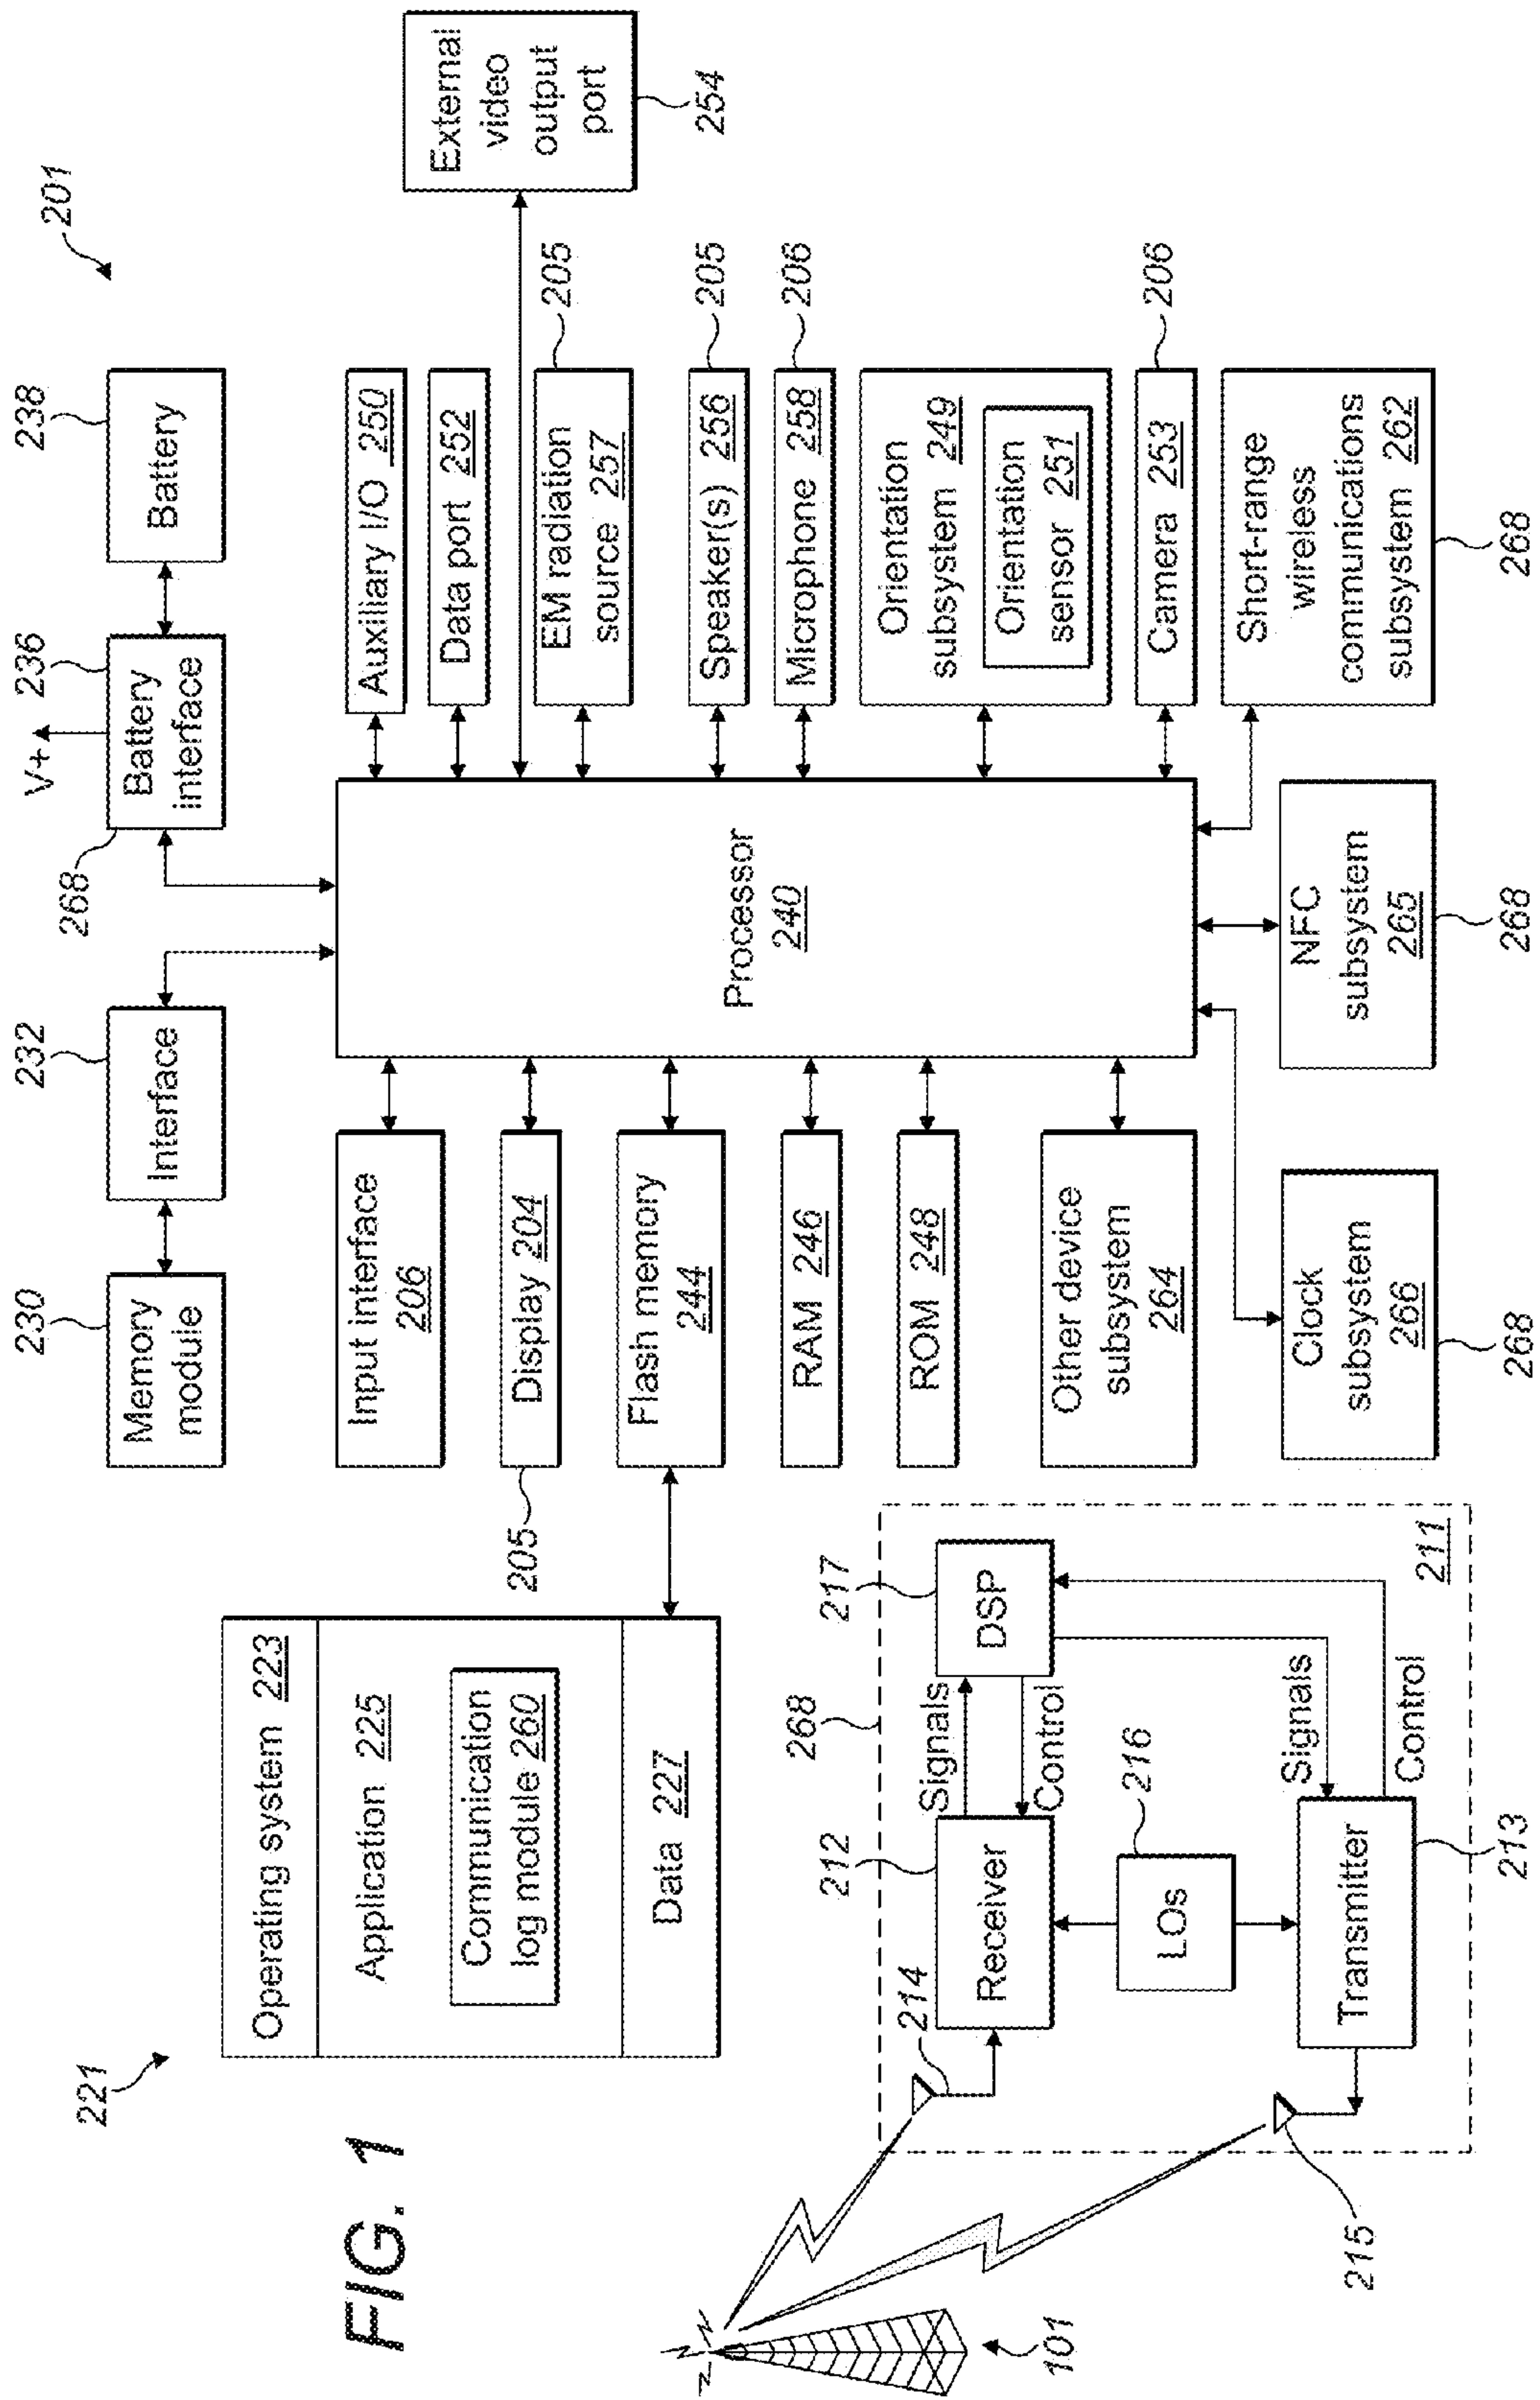 FIG. 1
221
201
230
Memory
module
232
Interface
V+
236
Battery
interface
268
238
Battery
Operating system 223
Application 225
Communication
log module 260
Data 227
Input interface
206
Display 204
205
Flash memory
244
RAM 246
ROM 248
Other device
subsystem
264
Processor
240
Auxiliary I/O 250
Data port 252
External
video
output
port
254
EM radiation
source 257
205
Speaker(s) 256
205
Microphone 258
206
Orientation
subsystem 249
Orientation
sensor 251
Camera 253
206
Short-range
wireless
communications
subsystem 262
268
NFC
subsystem
265
268
Clock
subsystem
266
268
101
268
214
212
Receiver
Signals
Control
217
DSP
216
LOs
215
Transmitter
213
Signals
Control
211